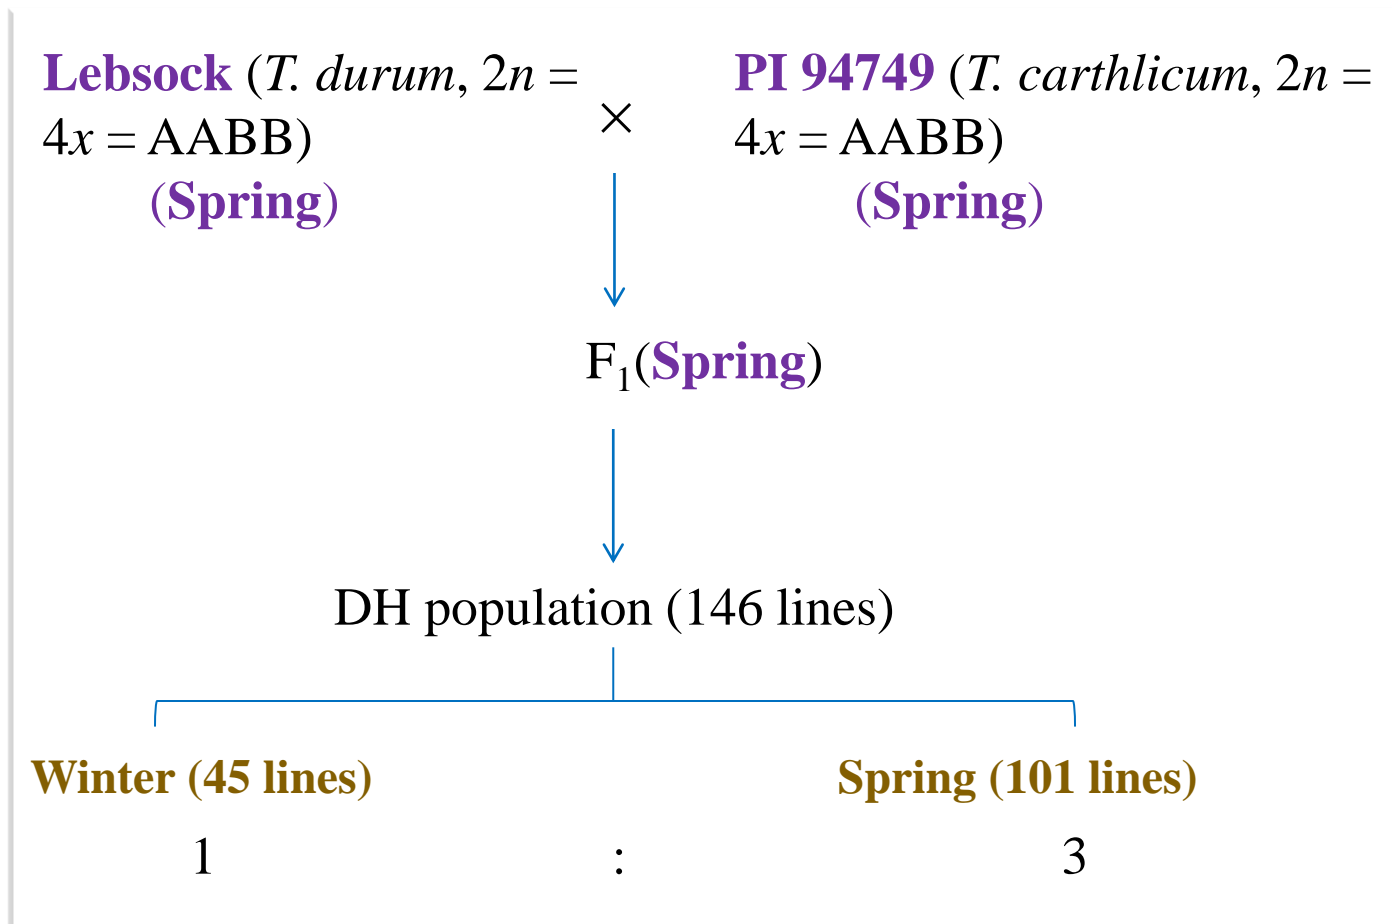 Lebsock (T. durum, 2n =
4x = AABB)
(Spring)
×
PI 94749 (T. carthlicum, 2n =
4x = AABB)
(Spring)
F₁(Spring)
DH population (146 lines)
Winter (45 lines)
Spring (101 lines)
1 : 3